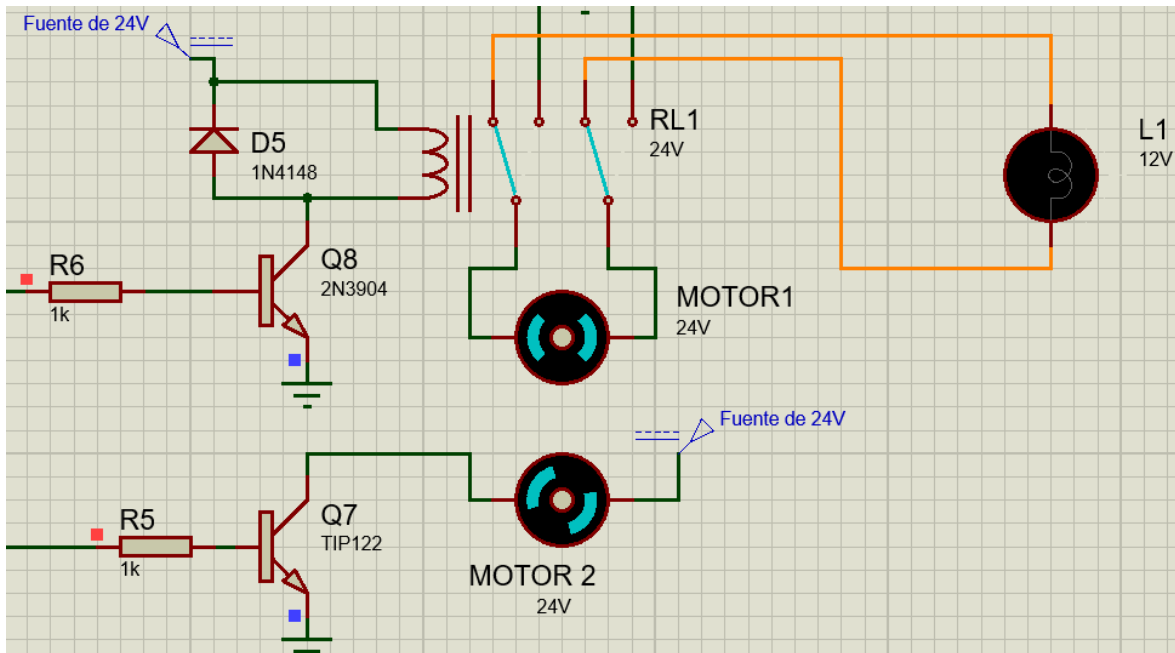 Fuente de 24V
D5
1N4148
RL1
24V
L1
12V
R6
1k
Q8
2N3904
MOTOR1
24V
Fuente de 24V
R5
1k
Q7
TIP122
MOTOR 2
24V